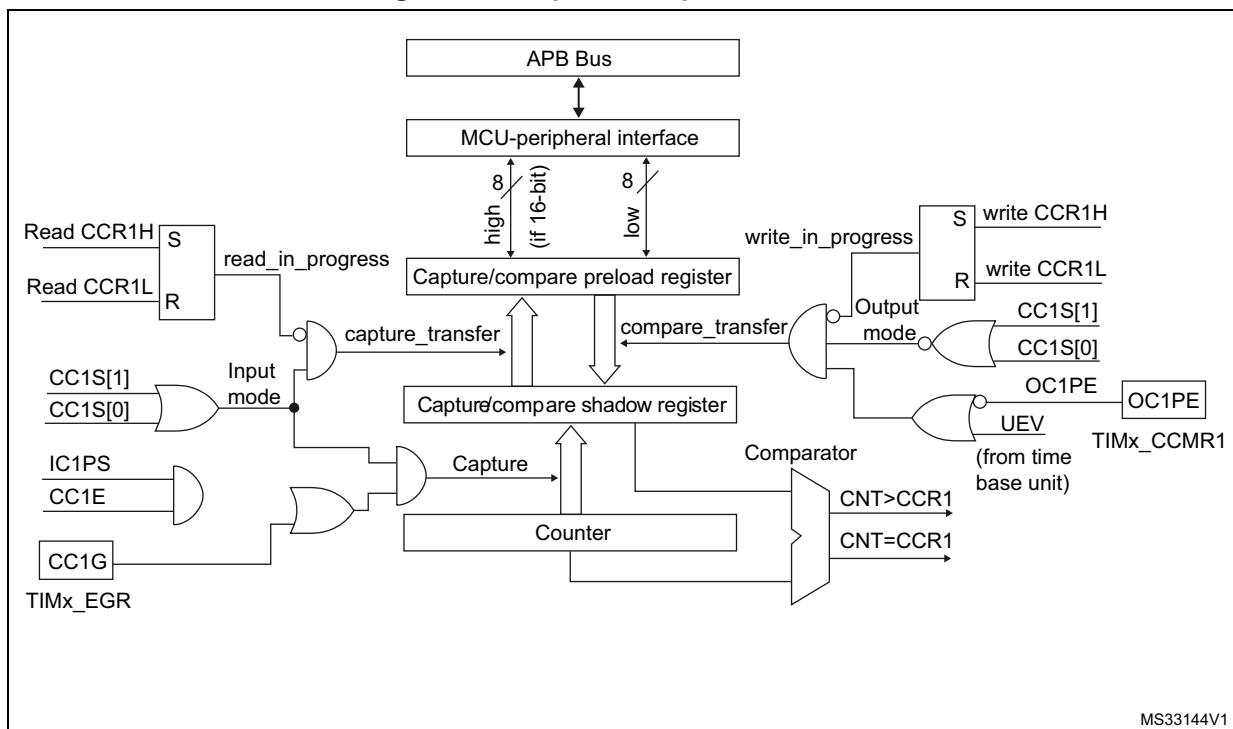 APB Bus
MCU-peripheral interface
8
high
(if 16-bit)
8
low
Read CCR1H
Read CCR1L
S
R
read_in_progress
write_in_progress
S
R
write CCR1H
write CCR1L
Capture/compare preload register
capture_transfer
compare_transfer
Output
mode
CC1S[1]
CC1S[0]
CC1S[1]
CC1S[0]
Input
mode
Capture/compare shadow register
OC1PE
OC1PE
UEV
TIMx_CCMR1
(from time
base unit)
IC1PS
CC1E
Capture
Comparator
CC1G
TIMx_EGR
Counter
CNT>CCR1
CNT=CCR1
MS33144V1